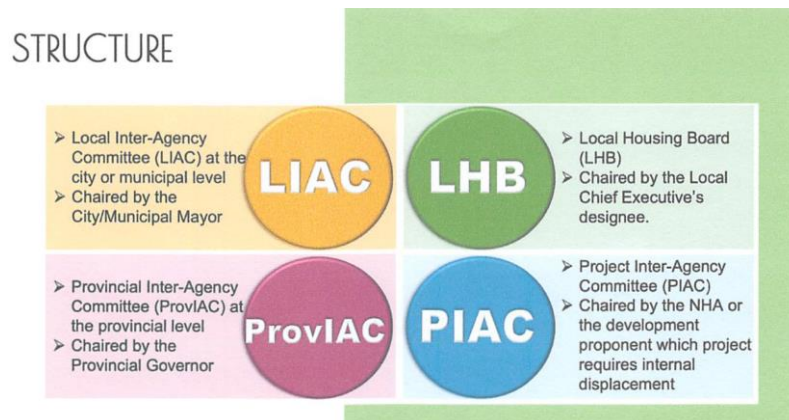 STRUCTURE
➢ Local Inter-Agency
Committee (LIAC) at the
city or municipal level
➢ Chaired by the
City/Municipal Mayor
LIAC
LHB
➢ Local Housing Board
(LHB)
➢ Chaired by the Local
Chief Executive's
designee.
➢ Provincial Inter-Agency
Committee (ProvIAC) at
the provincial level
➢ Chaired by the
Provincial Governor
ProvIAC
PIAC
➢ Project Inter-Agency
Committee (PIAC)
➢ Chaired by the NHA or
the development
proponent which project
requires internal
displacement